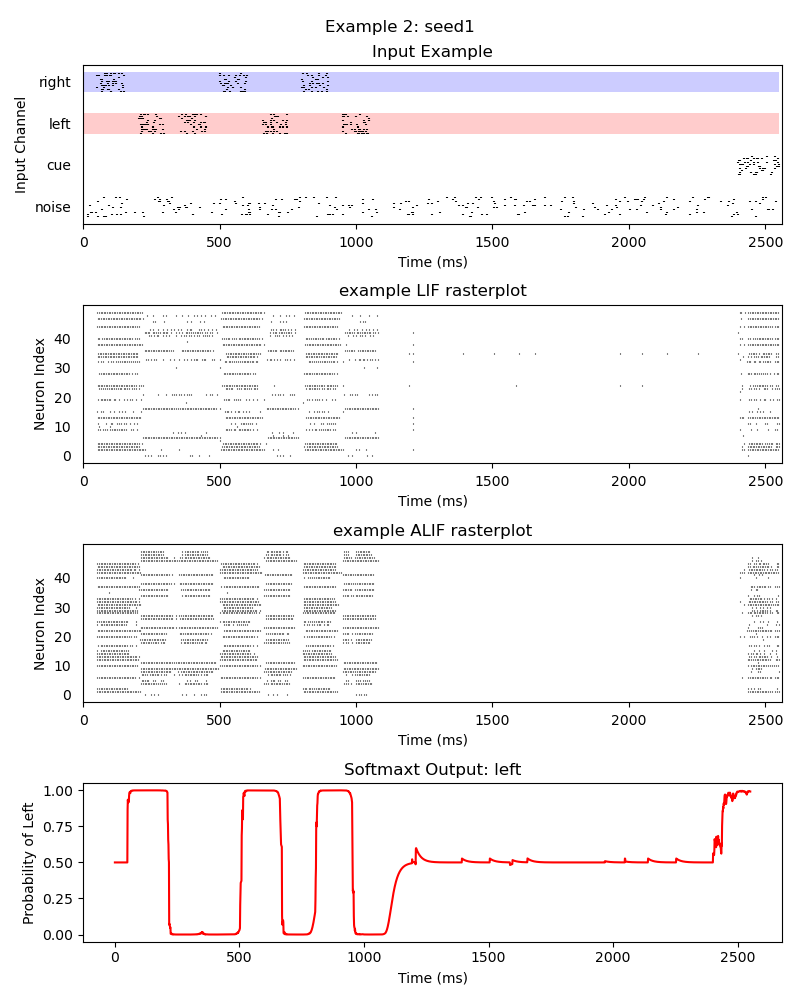 Example 2: seed1
Input Example
Input Channel
right
left
cue
noise
0 500 1000 1500 2000 2500
Time (ms)
example LIF rasterplot
Neuron Index
40
30
20
10
0
0 500 1000 1500 2000 2500
Time (ms)
example ALIF rasterplot
Neuron Index
40
30
20
10
0
0 500 1000 1500 2000 2500
Time (ms)
Softmaxt Output: left
Probability of Left
1.00
0.75
0.50
0.25
0.00
0 500 1000 1500 2000 2500
Time (ms)